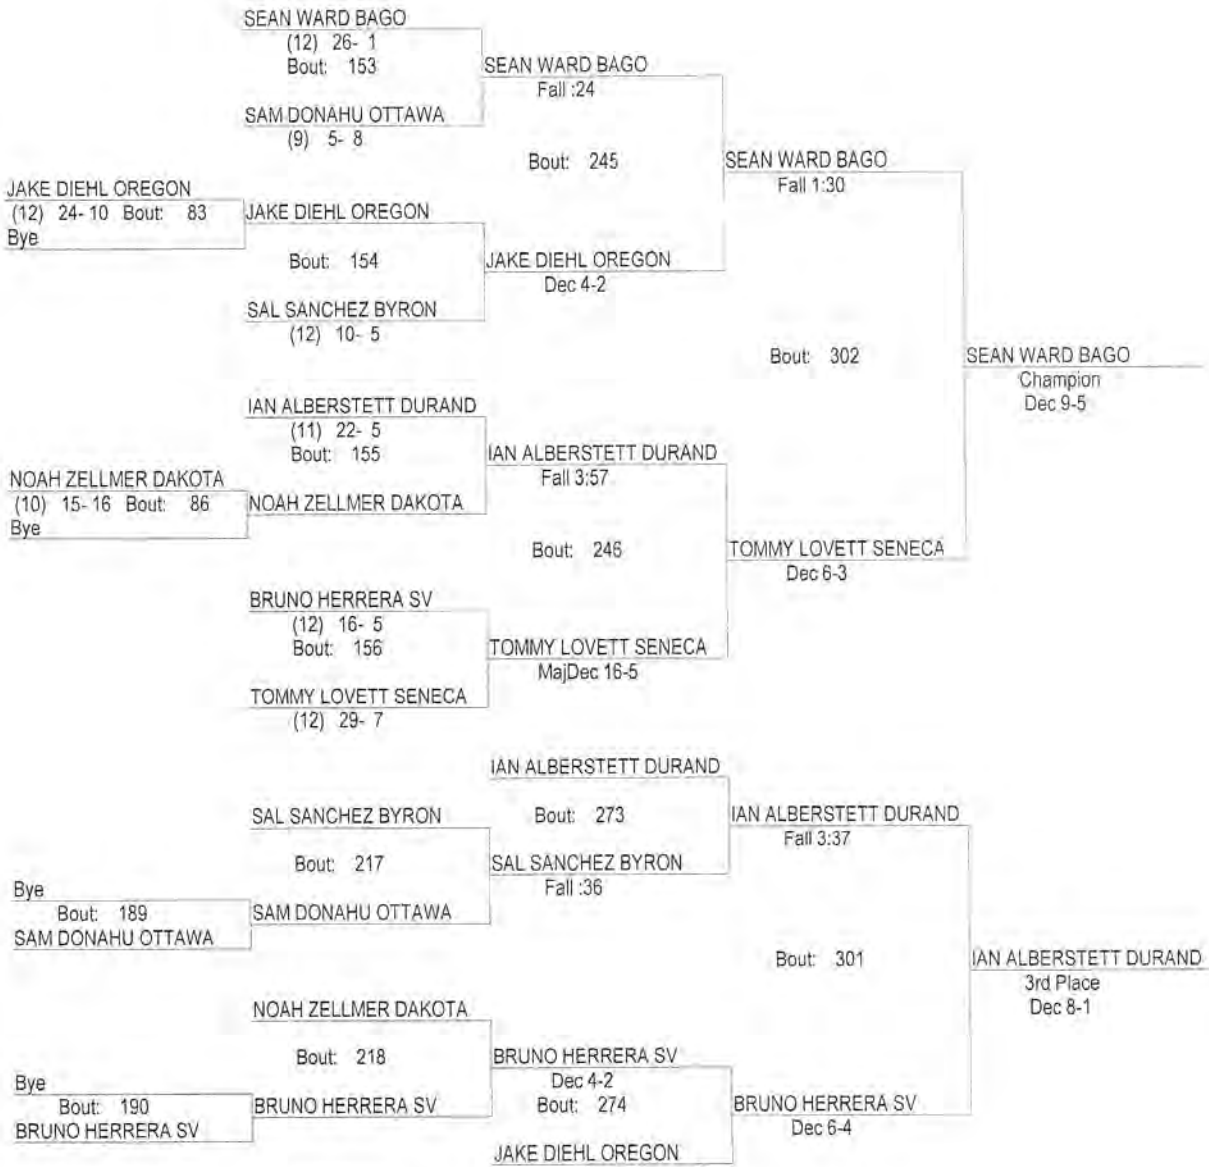 SEAN WARD BAGO
(12) 26- 1
Bout: 153
SEAN WARD BAGO
Fall :24
SAM DONAHU OTTAWA
(9) 5- 8
Bout: 245
SEAN WARD BAGO
Fall 1:30
JAKE DIEHL OREGON
(12) 24- 10 Bout: 83
Bye
JAKE DIEHL OREGON
Bout: 154
JAKE DIEHL OREGON
Dec 4-2
SAL SANCHEZ BYRON
(12) 10- 5
Bout: 302
SEAN WARD BAGO
Champion
Dec 9-5
IAN ALBERSTETT DURAND
(11) 22- 5
Bout: 155
IAN ALBERSTETT DURAND
Fall 3:57
NOAH ZELLMER DAKOTA
(10) 15- 16 Bout: 86
Bye
NOAH ZELLMER DAKOTA
Bout: 246
TOMMY LOVETT SENECA
Dec 6-3
BRUNO HERRERA SV
(12) 16- 5
Bout: 156
TOMMY LOVETT SENECA
MajDec 16-5
TOMMY LOVETT SENECA
(12) 29- 7
IAN ALBERSTETT DURAND
SAL SANCHEZ BYRON
Bout: 273
IAN ALBERSTETT DURAND
Fall 3:37
Bout: 217
SAL SANCHEZ BYRON
Fall :36
Bye
Bout: 189
SAM DONAHU OTTAWA
SAM DONAHU OTTAWA
Bout: 301
IAN ALBERSTETT DURAND
3rd Place
Dec 8-1
NOAH ZELLMER DAKOTA
Bout: 218
BRUNO HERRERA SV
Dec 4-2
Bye
Bout: 190
BRUNO HERRERA SV
BRUNO HERRERA SV
Bout: 274
BRUNO HERRERA SV
Dec 6-4
JAKE DIEHL OREGON